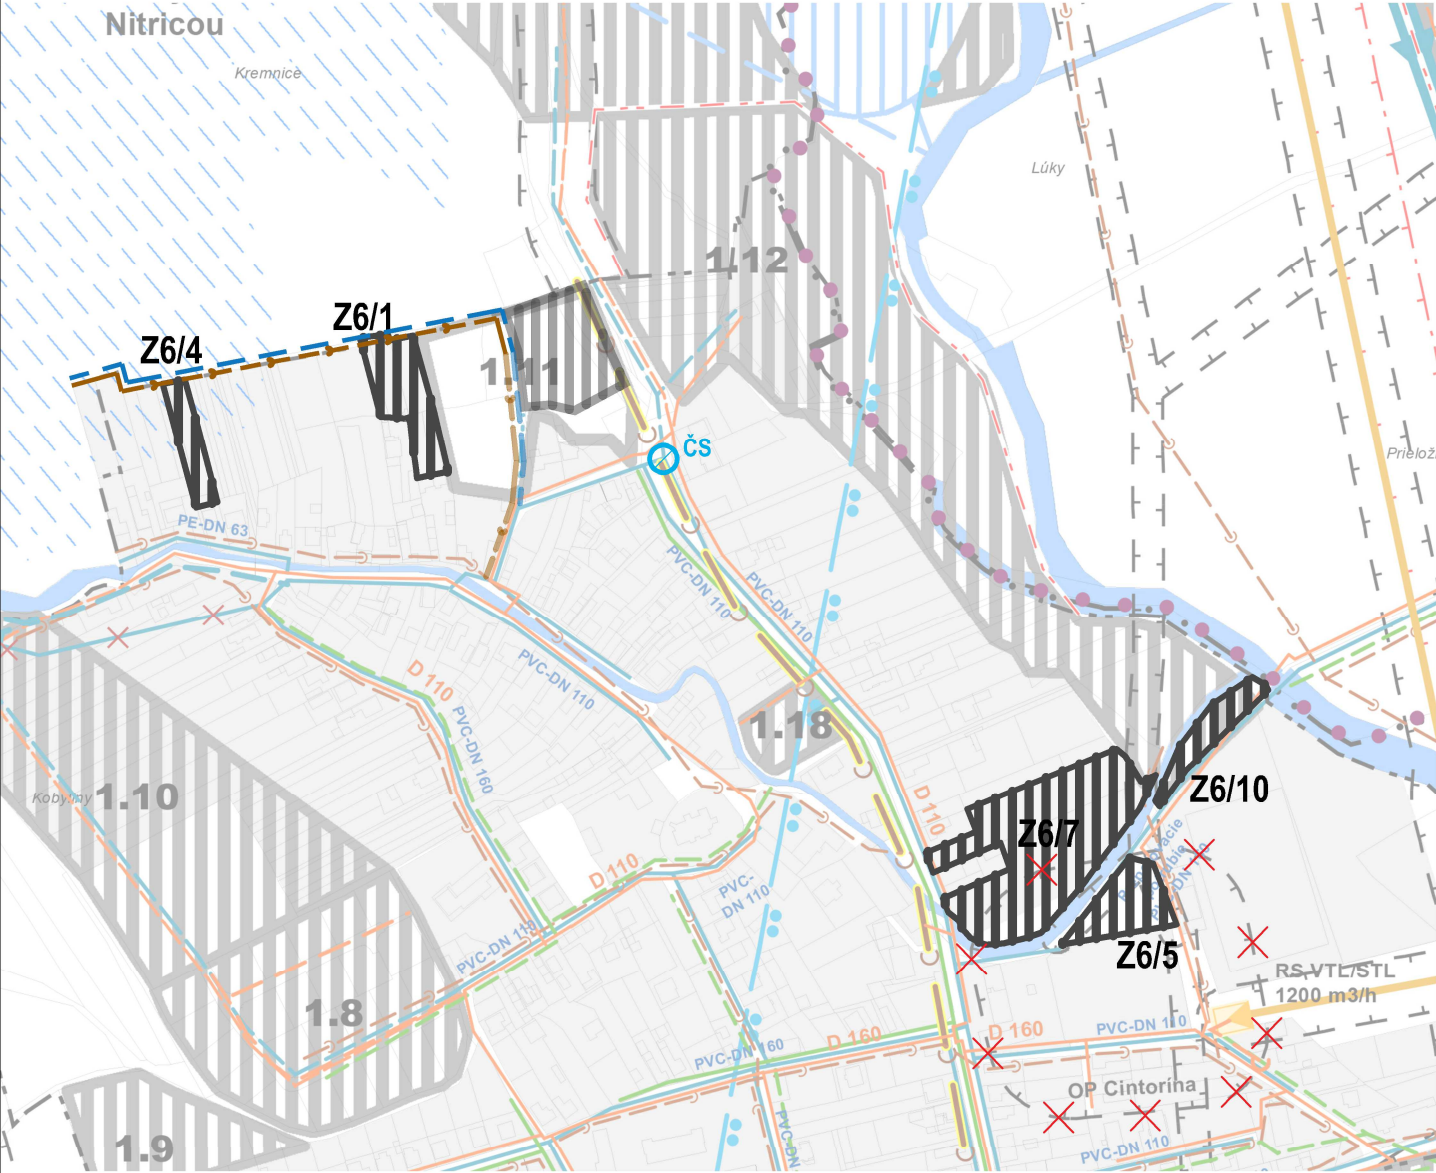 Nitricou
Kremnice
Lúky
1.12
Z6/1
Z6/4
1.11
ČS
Prielož
PE-DN 63
PVC-DN 110
PVC-DN 110
PVC-DN 110
D 110
PVC-DN 160
1.18
1.10
Kobyliny
D 110
Z6/10
Z6/7
D 110
PVC-
DN 110
PVC-DN 110
Z6/5
RS VTL/STL
1200 m3/h
1.8
D 160
D 160
PVC-DN 110
PVC-DN 160
OP Cintorína
1.9
PVC-DN
PVC-DN 110